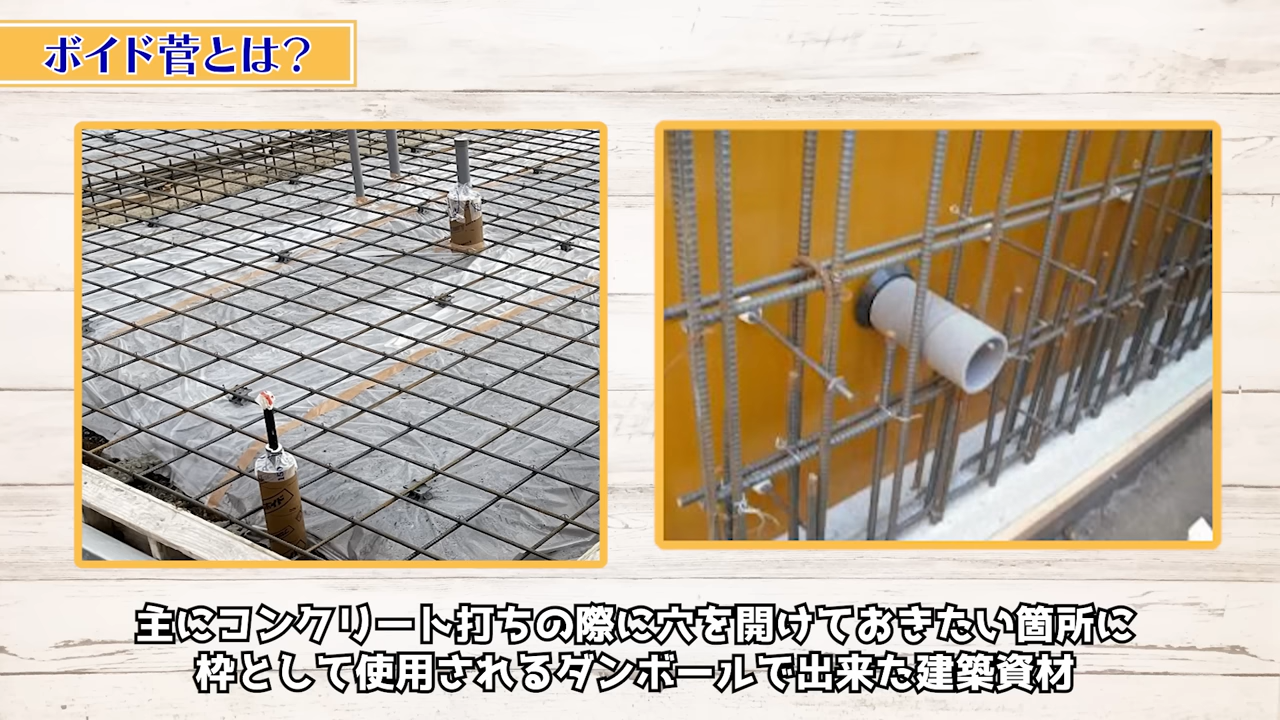 ボイド菅とは?
主にコンクリート打ちの際に穴を開けておきたい箇所に
枠として使用されるダンボールで出来た建築資材